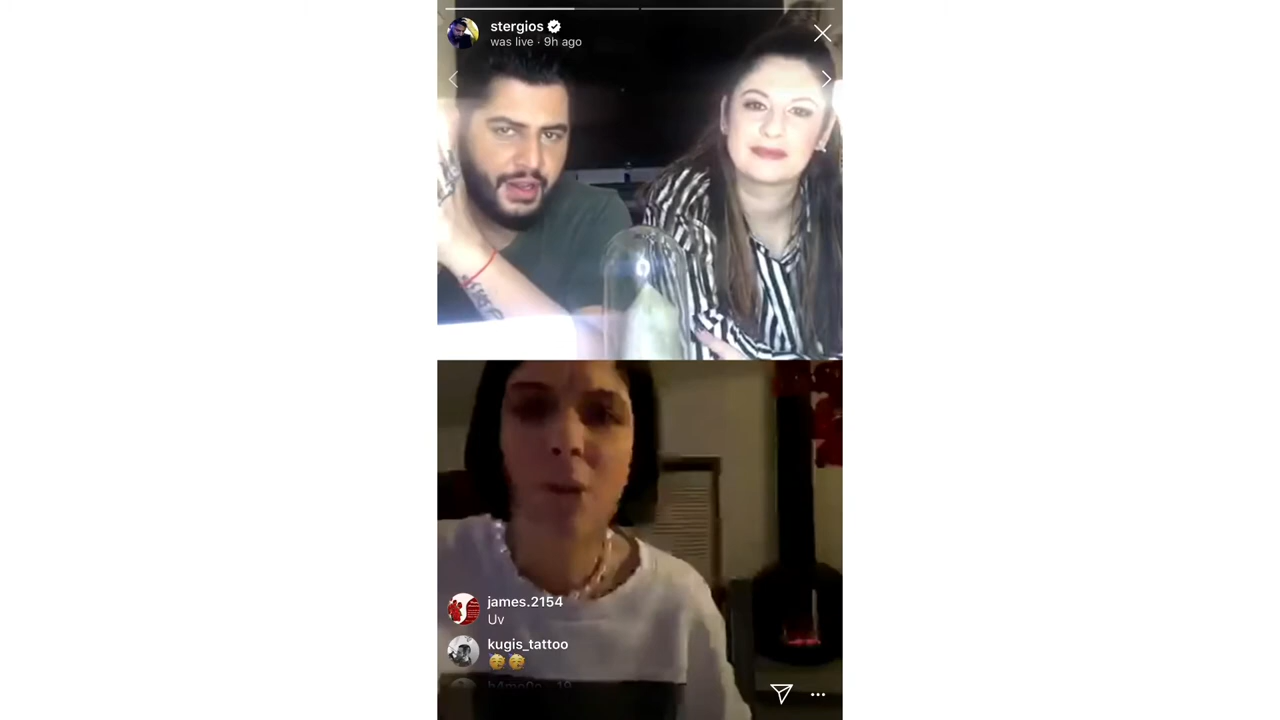 stergios
was live · 9h ago
james.2154
Uv
kugis_tattoo
🥳🥳